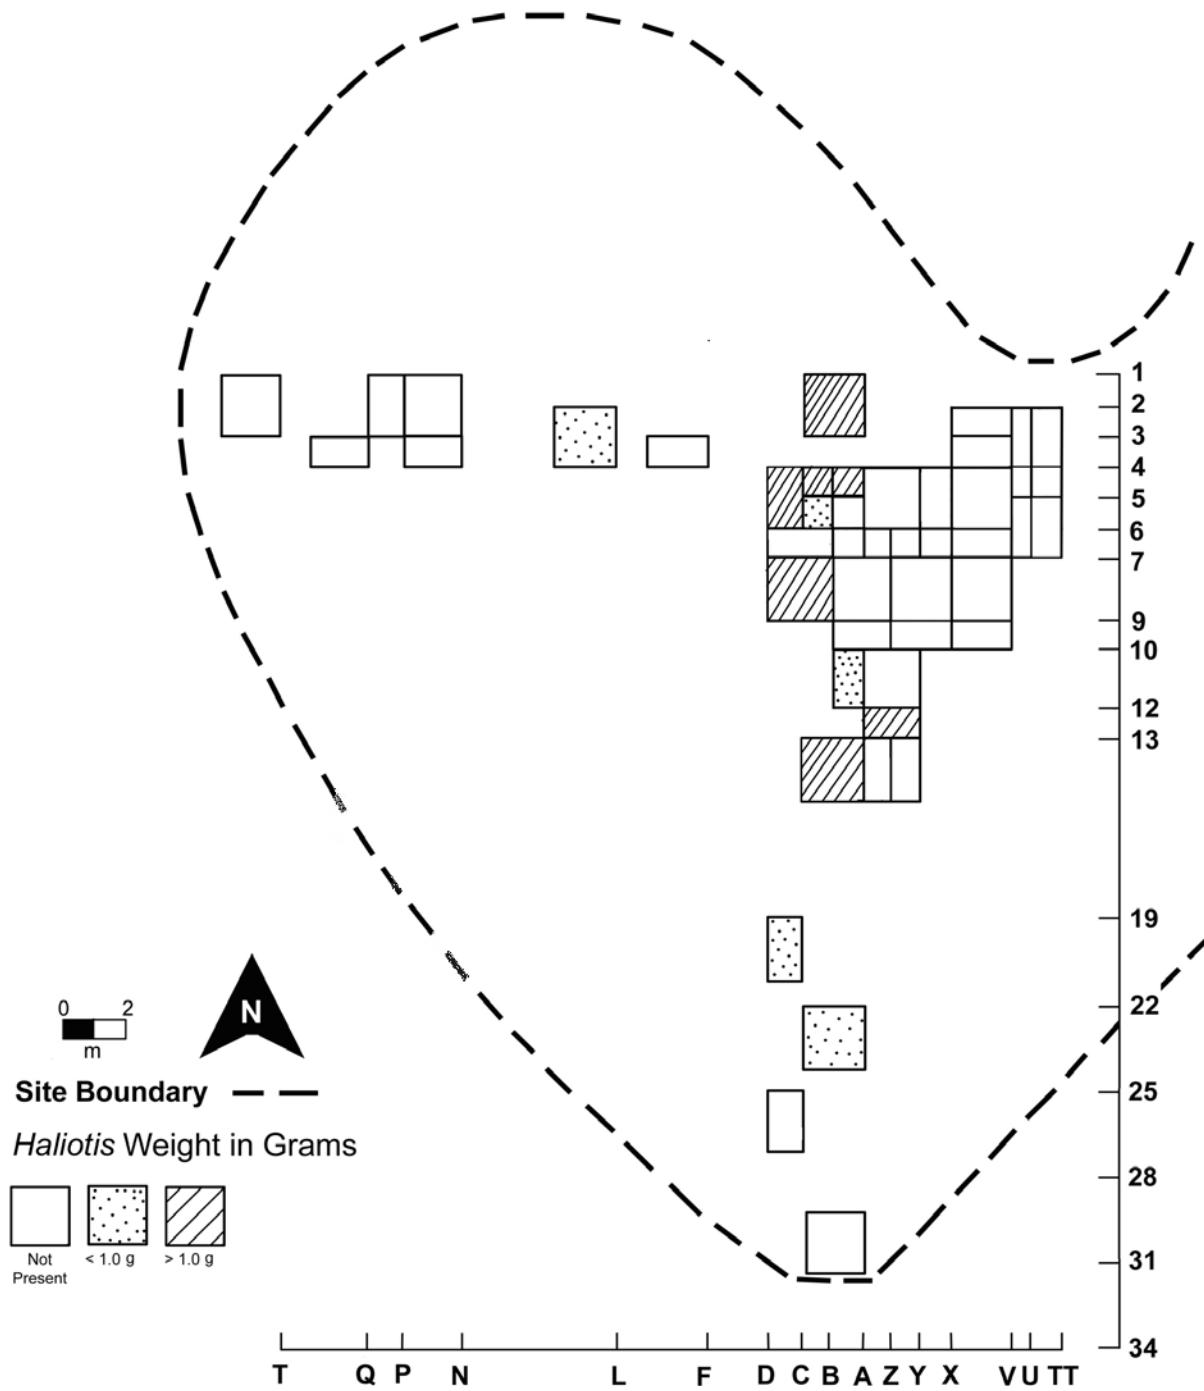 1
2
3
4
5
6
7
9
10
12
13
19
22
25
28
31
34
N
0 2
m
Site Boundary
Haliotis Weight in Grams
Not Present
< 1.0 g
> 1.0 g
T Q P N L F D C B A Z Y X V U TT